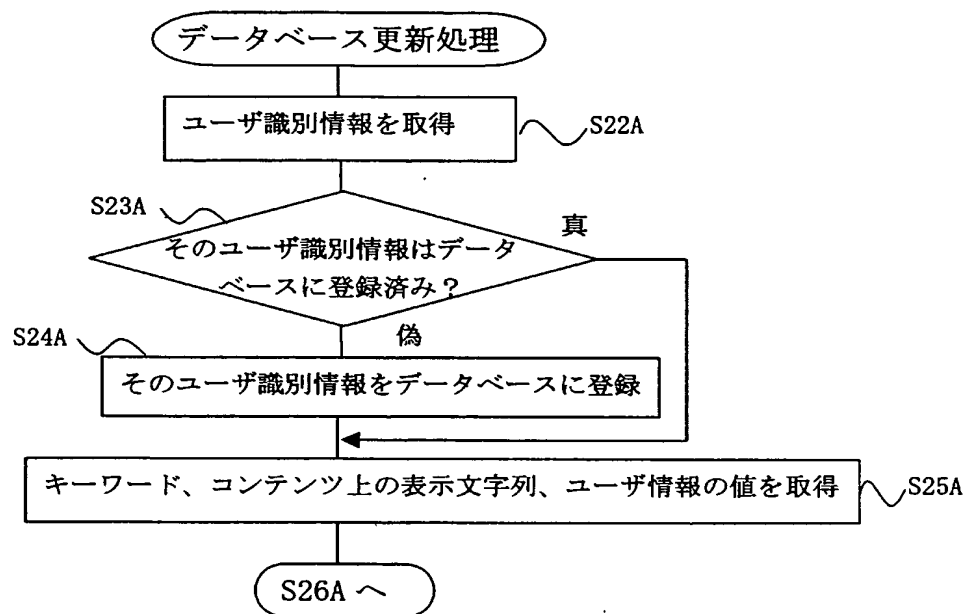 データベース更新処理
ユーザ識別情報を取得
S22A
S23A
真
そのユーザ識別情報はデータ
ベースに登録済み？
偽
S24A
そのユーザ識別情報をデータベースに登録
キーワード、コンテンツ上の表示文字列、ユーザ情報の値を取得
S25A
S26A へ